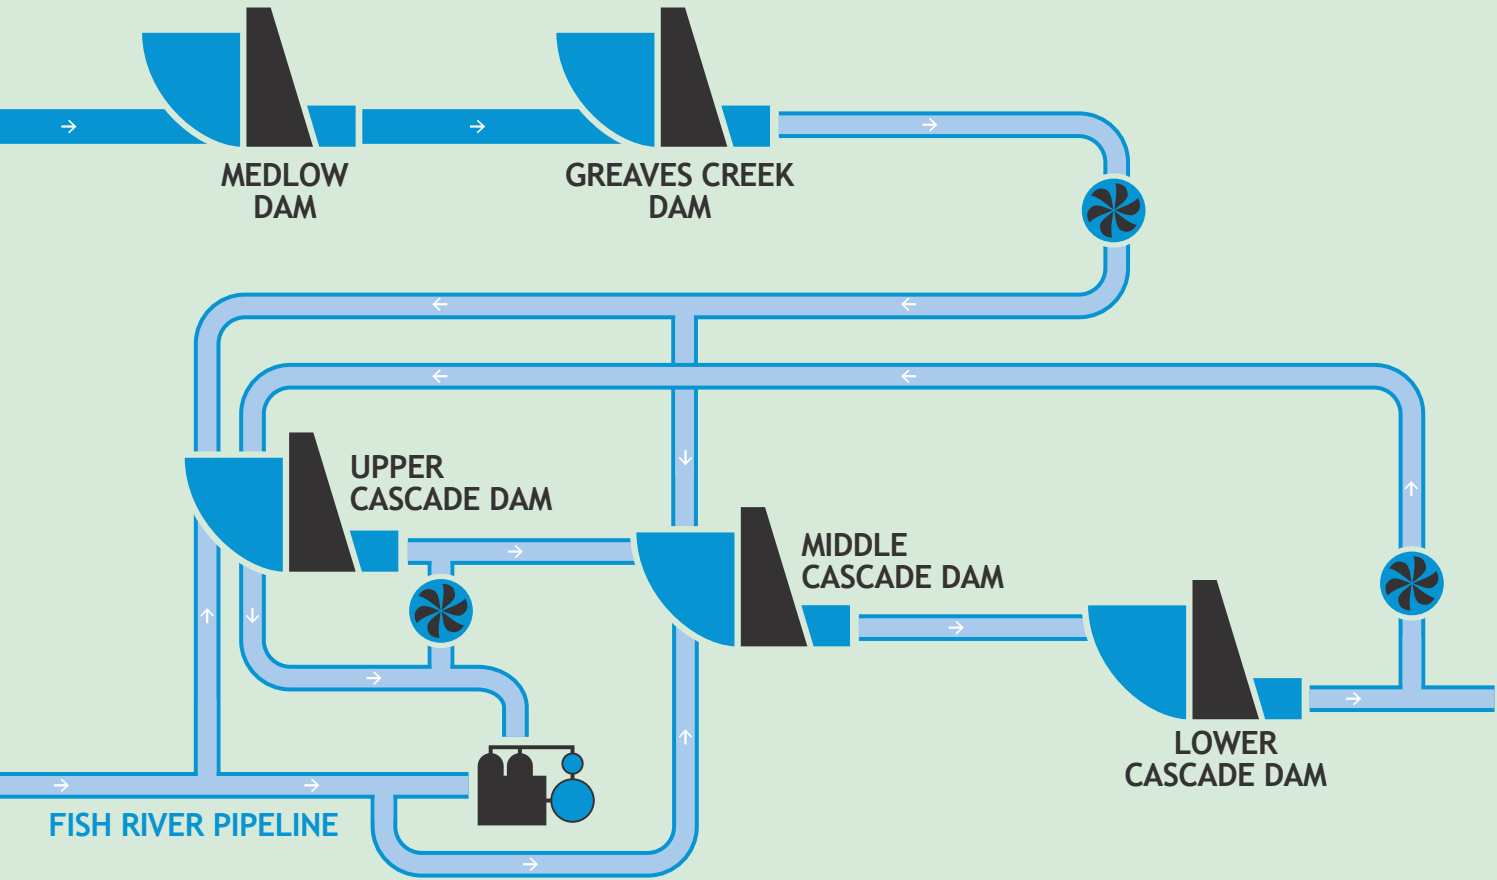 MEDLOW
DAM
GREAVES CREEK
DAM
UPPER
CASCADE DAM
MIDDLE
CASCADE DAM
LOWER
CASCADE DAM
FISH RIVER PIPELINE